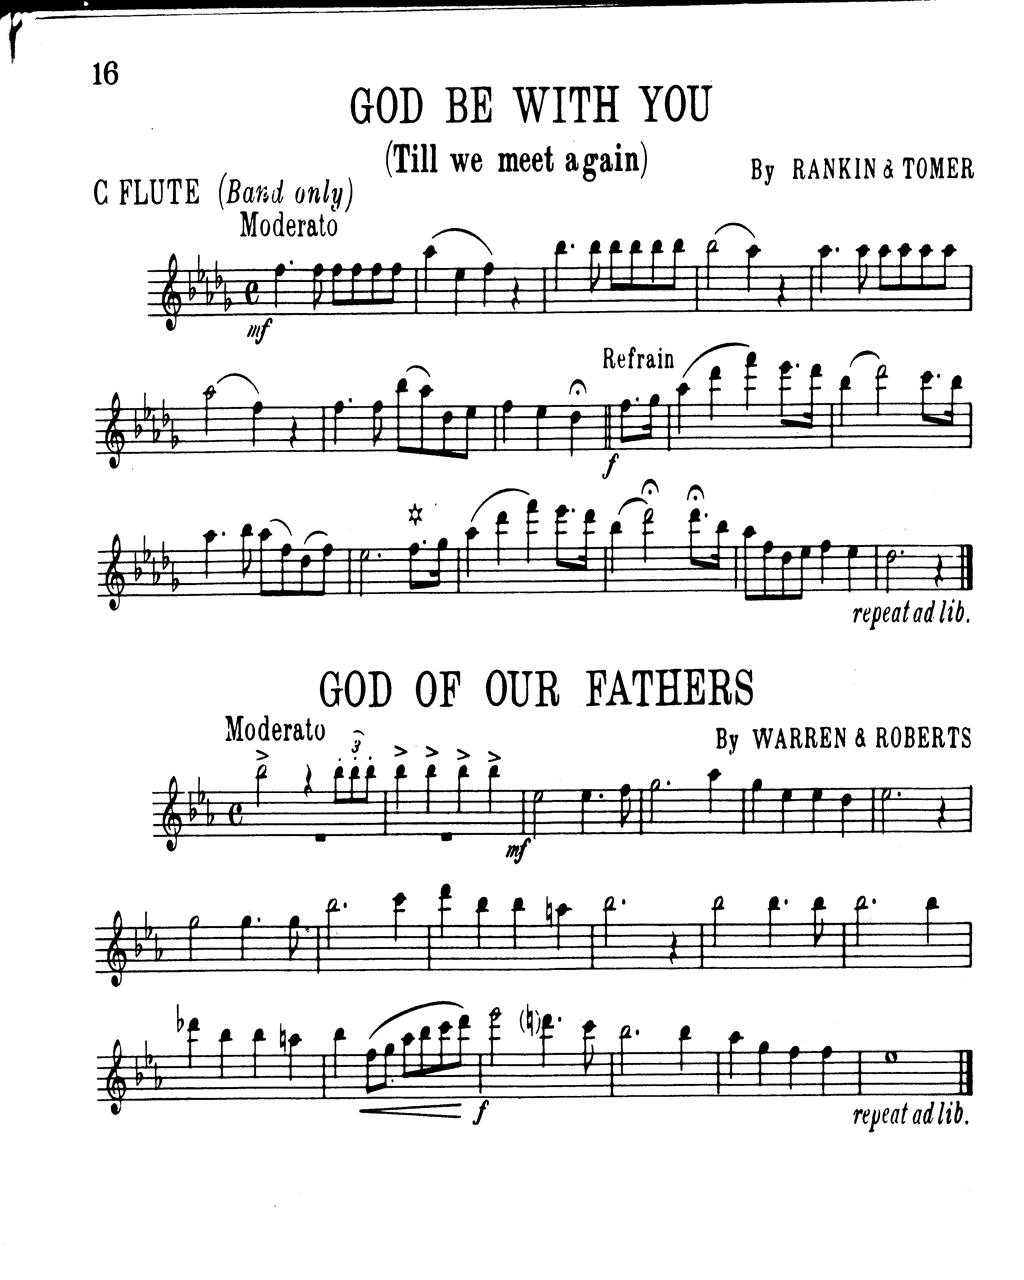 16
GOD BE WITH YOU
(Till we meet again)
By RANKIN & TOMER
C FLUTE (Band only)
Moderato
mf
Refrain
f
repeat ad lib.
GOD OF OUR FATHERS
Moderato
By WARREN & ROBERTS
3
mf
f
repeat ad lib.